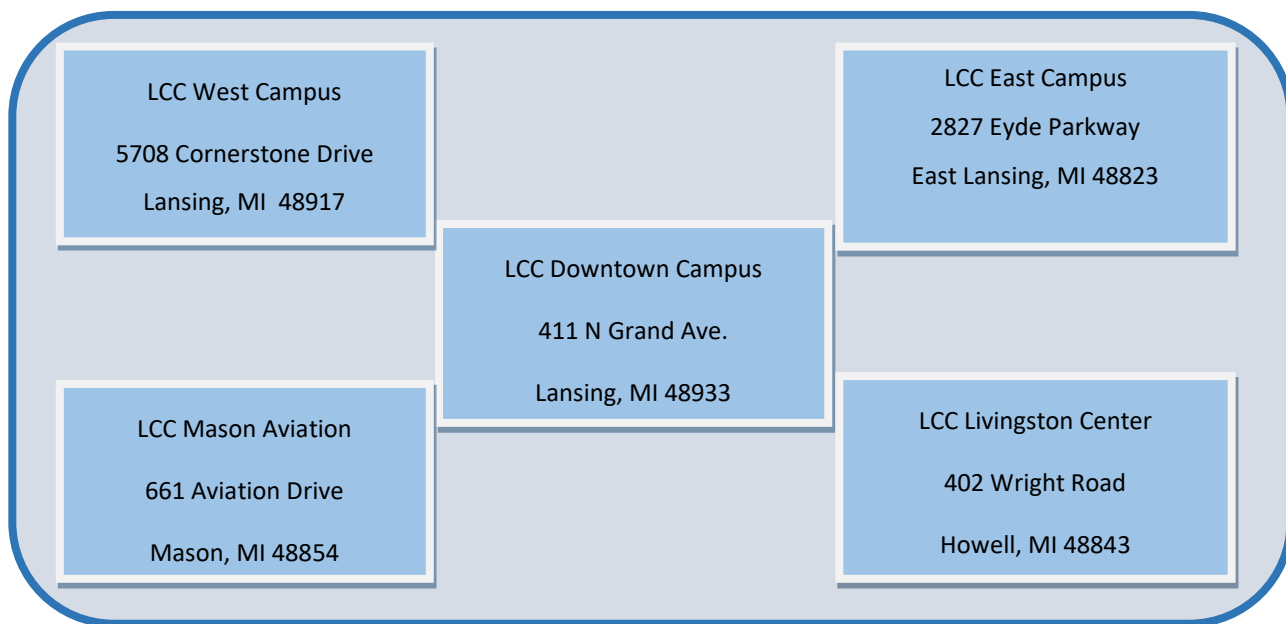 LCC West Campus
5708 Cornerstone Drive
Lansing, MI  48917
LCC East Campus
2827 Eyde Parkway
East Lansing, MI 48823
LCC Downtown Campus
411 N Grand Ave.
Lansing, MI 48933
LCC Mason Aviation
661 Aviation Drive
Mason, MI 48854
LCC Livingston Center
402 Wright Road
Howell, MI 48843